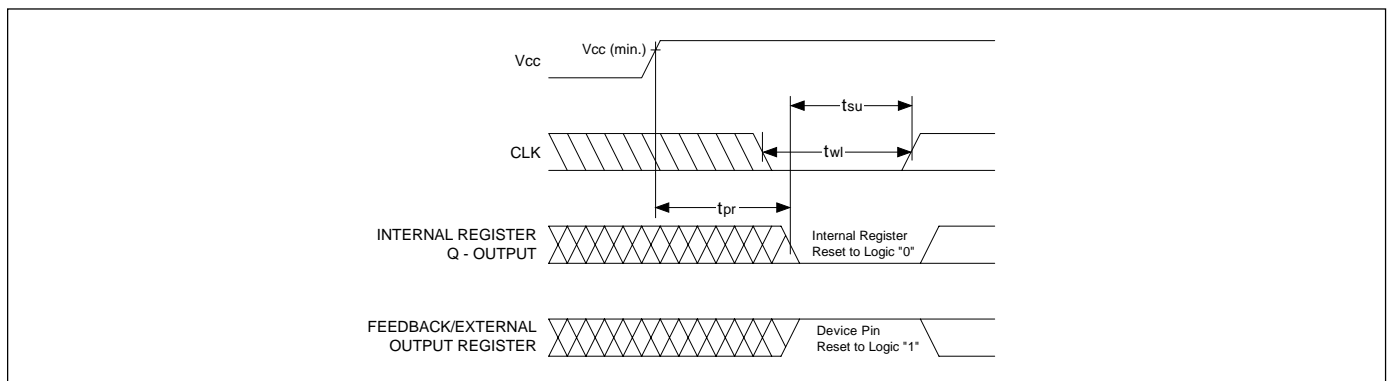 Vcc
Vcc (min.)
tsu
CLK
twl
tpr
INTERNAL REGISTER
Q - OUTPUT
Internal Register
Reset to Logic "0"
FEEDBACK/EXTERNAL
OUTPUT REGISTER
Device Pin
Reset to Logic "1"